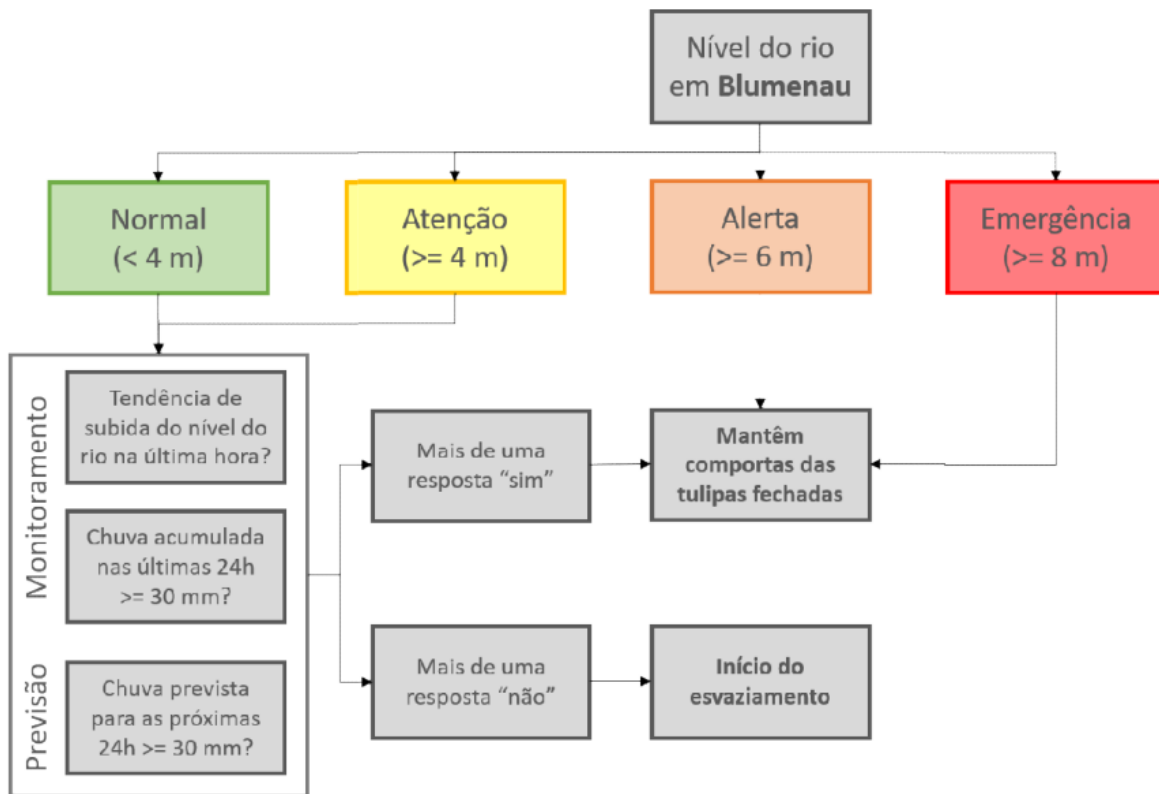 Nível do rio
em Blumenau
Normal
(< 4 m)
Atenção
(>= 4 m)
Alerta
(>= 6 m)
Emergência
(>= 8 m)
Monitoramento
Tendência de
subida do nível do
rio na última hora?
Chuva acumulada
nas últimas 24h
>= 30 mm?
Previsão
Chuva prevista
para as próximas
24h >= 30 mm?
Mais de uma
resposta “sim”
Mantêm
comportas das
tulipas fechadas
Mais de uma
resposta “não”
Início do
esvaziamento